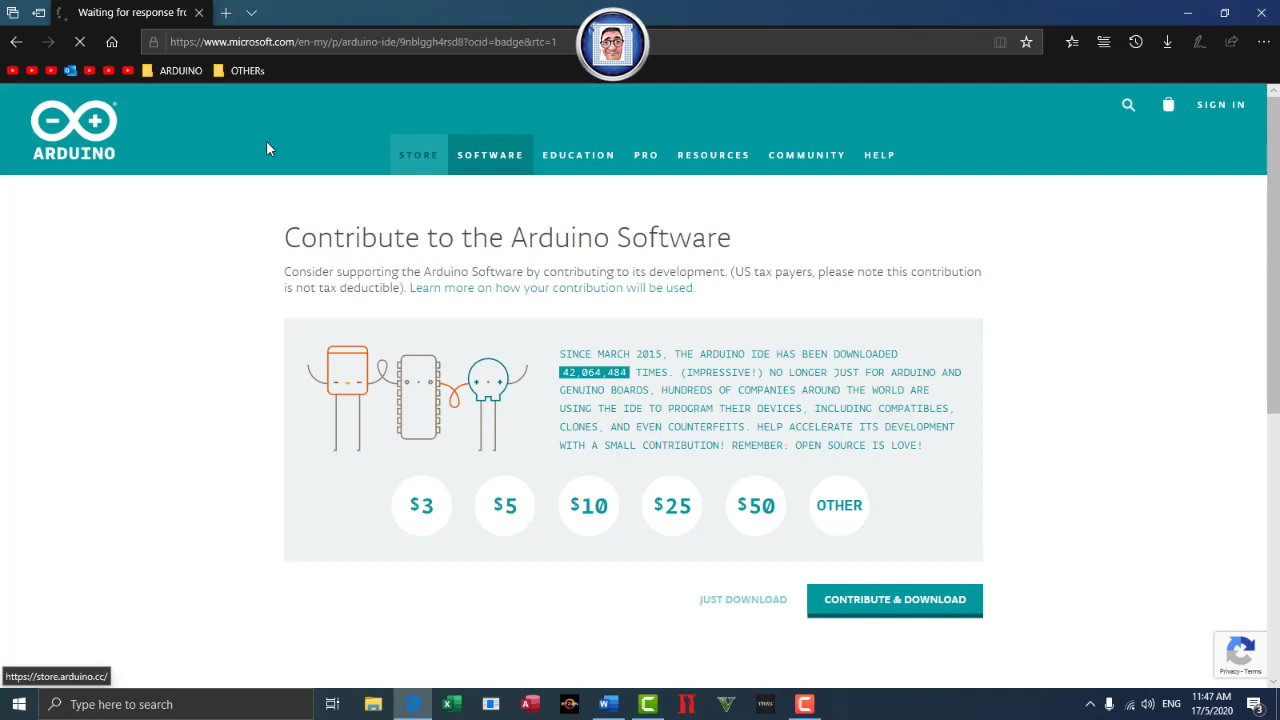 Waiting for response for
https://www.microsoft.com/en-my/p/arduino-ide/9nblggh4rsd8?ocid=badge&rtc=1
ARDUINO
OTHERs
SIGN IN
ARDUINO
STORE SOFTWARE EDUCATION PRO RESOURCES COMMUNITY HELP
Contribute to the Arduino Software
Consider supporting the Arduino Software by contributing to its development. (US tax payers, please note this contribution
is not tax deductible). Learn more on how your contribution will be used.
SINCE MARCH 2015, THE ARDUINO IDE HAS BEEN DOWNLOADED
42,064,484 TIMES. (IMPRESSIVE!) NO LONGER JUST FOR ARDUINO AND
GENUINO BOARDS, HUNDREDS OF COMPANIES AROUND THE WORLD ARE
USING THE IDE TO PROGRAM THEIR DEVICES, INCLUDING COMPATIBLES,
CLONES, AND EVEN COUNTERFEITS. HELP ACCELERATE ITS DEVELOPMENT
WITH A SMALL CONTRIBUTION! REMEMBER: OPEN SOURCE IS LOVE!
$3 $5 $10 $25 $50 OTHER
JUST DOWNLOAD CONTRIBUTE & DOWNLOAD
Privacy - Terms
https://store.arduino.cc/
Type here to search
ENG
11:47 AM
17/5/2020